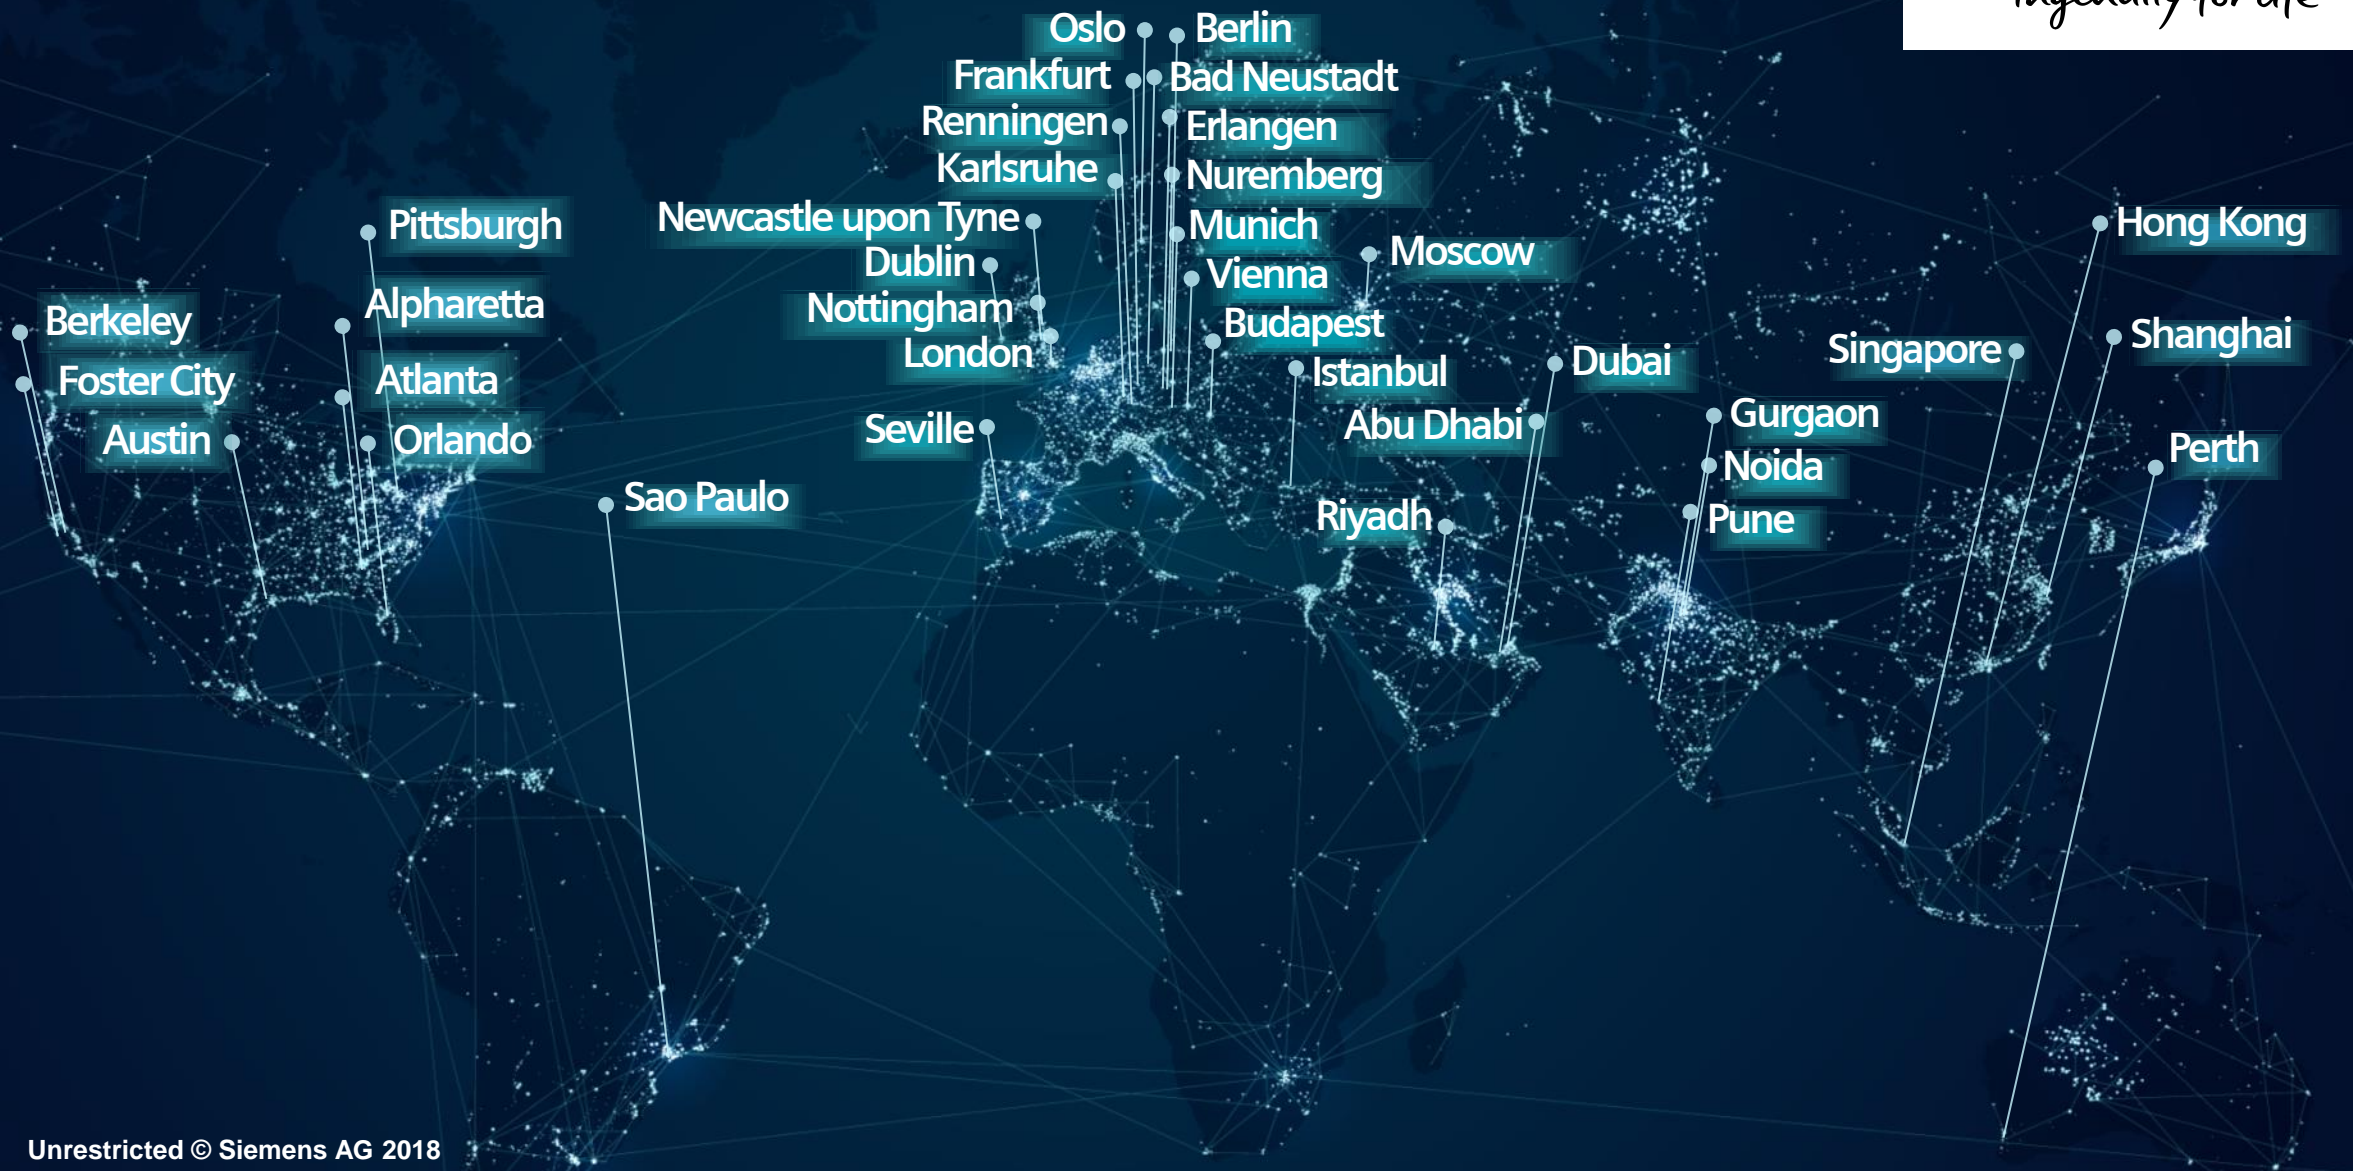 for life
Oslo
Berlin
Frankfurt
Bad Neustadt
Renningen
Erlangen
Karlsruhe
Nuremberg
Newcastle upon Tyne
Munich
Dublin
Vienna
Nottingham
Budapest
London
Moscow
Istanbul
Seville
Pittsburgh
Alpharetta
Berkeley
Foster City
Atlanta
Austin
Orlando
Sao Paulo
Dubai
Abu Dhabi
Riyadh
Gurgaon
Noida
Pune
Hong Kong
Singapore
Shanghai
Perth
Unrestricted © Siemens AG 2018